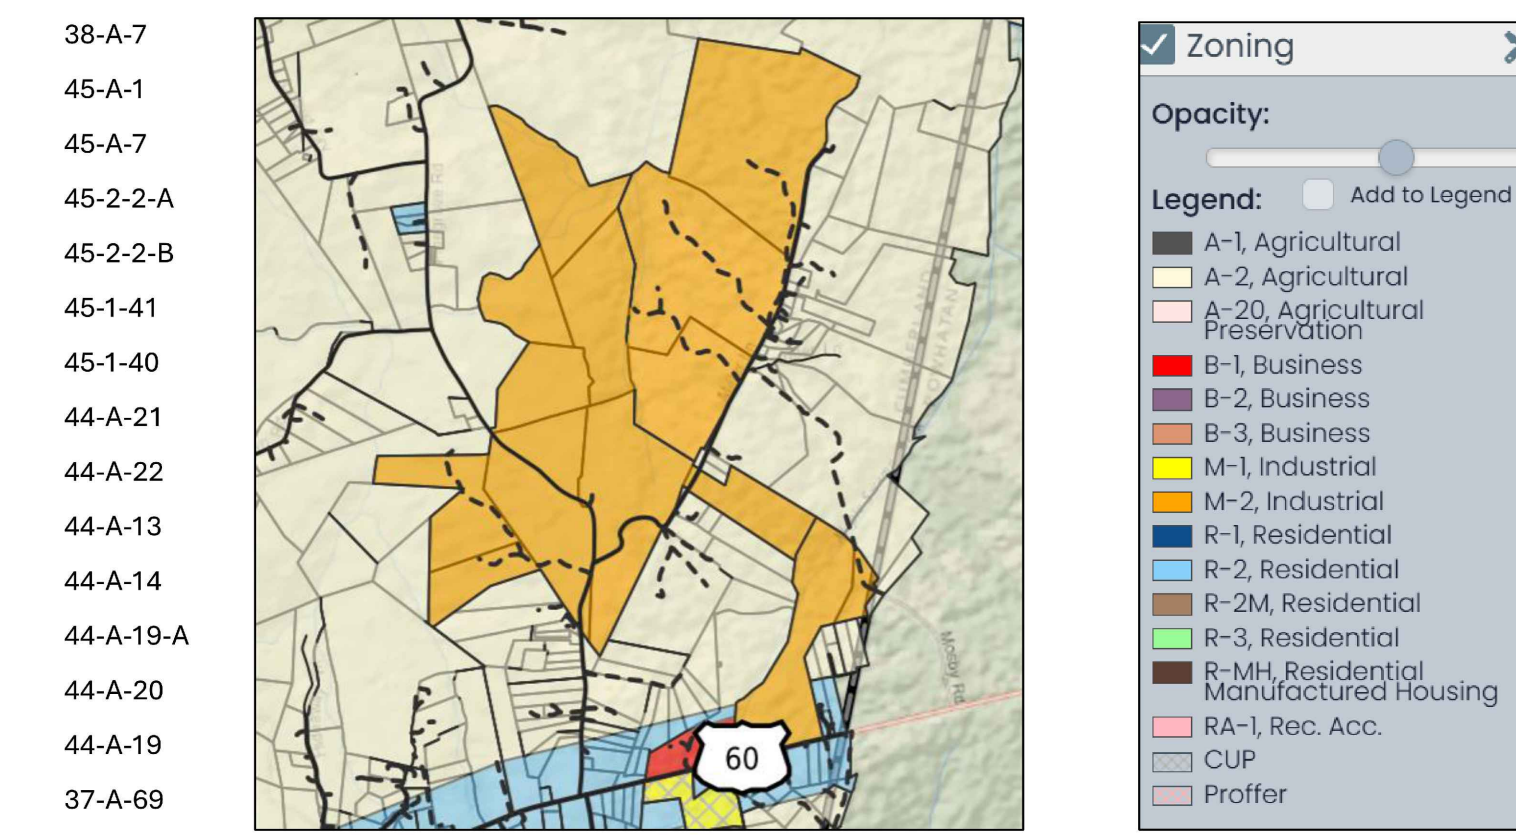 38-A-7
45-A-1
45-A-7
45-2-2-A
45-2-2-B
45-1-41
45-1-40
44-A-21
44-A-22
44-A-13
44-A-14
44-A-19-A
44-A-20
44-A-19
37-A-69
CUMBERLAND
POWHATAN
Mosby Rd
60
Zoning
Opacity:
Legend:
Add to Legend
A-1, Agricultural
A-2, Agricultural
A-20, Agricultural
Preservation
B-1, Business
B-2, Business
B-3, Business
M-1, Industrial
M-2, Industrial
R-1, Residential
R-2, Residential
R-2M, Residential
R-3, Residential
R-MH, Residential
Manufactured Housing
RA-1, Rec. Acc.
CUP
Proffer